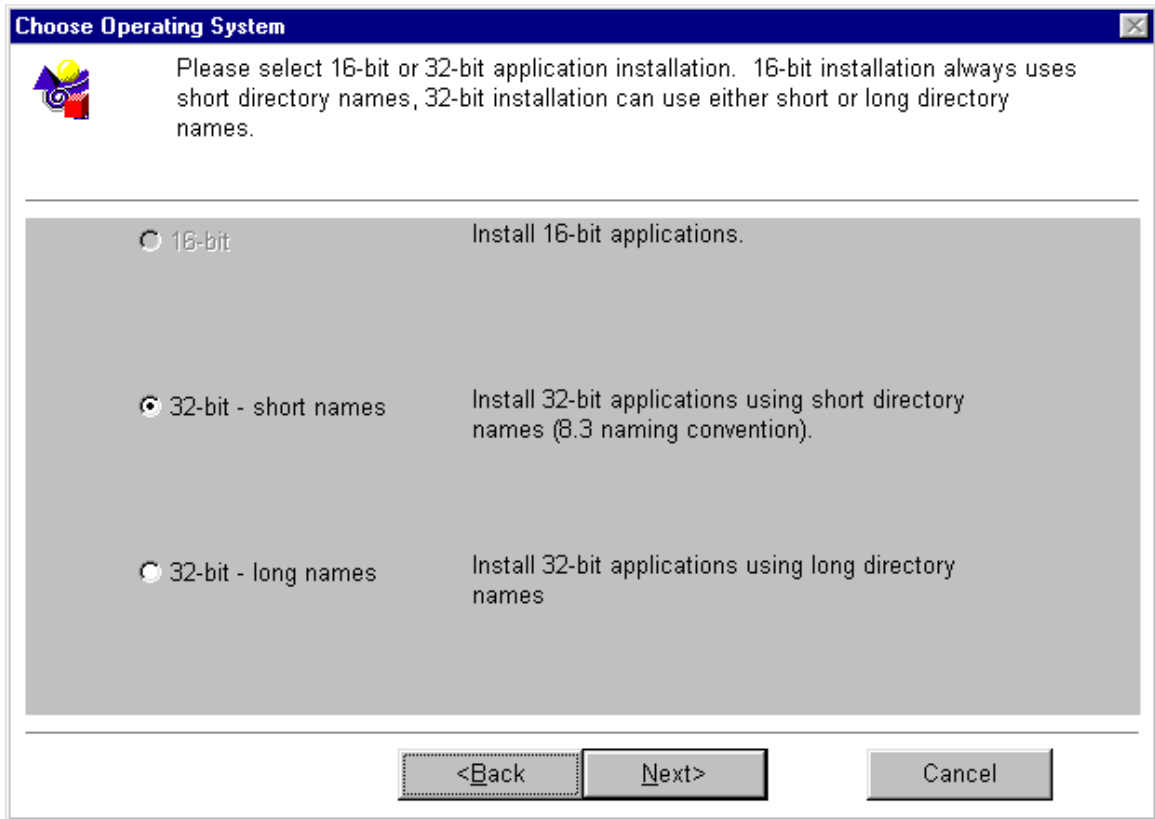 Choose Operating System
Please select 16-bit or 32-bit application installation.  16-bit installation always uses
short directory names, 32-bit installation can use either short or long directory
names.
16-bit
Install 16-bit applications.
32-bit - short names
Install 32-bit applications using short directory
names (8.3 naming convention).
32-bit - long names
Install 32-bit applications using long directory
names
<Back
Next>
Cancel